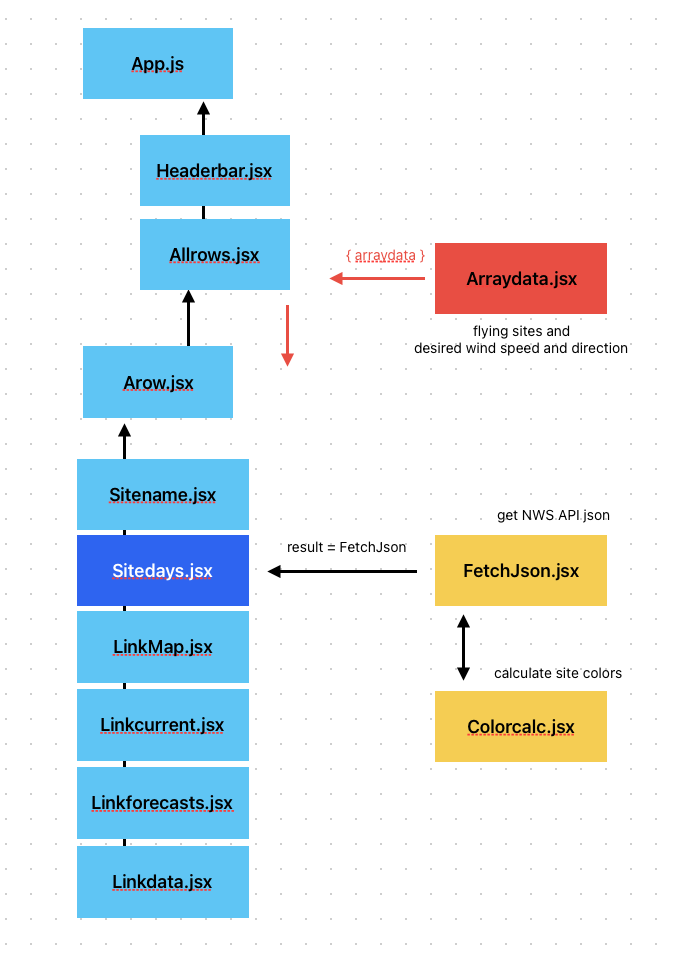 App.js
Headerbar.jsx
Allrows.jsx
{ arraydata }
Arraydata.jsx
flying sites and
desired wind speed and direction
Arow.jsx
Sitename.jsx
get NWS API json
result = FetchJson
Sitedays.jsx
FetchJson.jsx
LinkMap.jsx
calculate site colors
Linkcurrent.jsx
Colorcalc.jsx
Linkforecasts.jsx
Linkdata.jsx